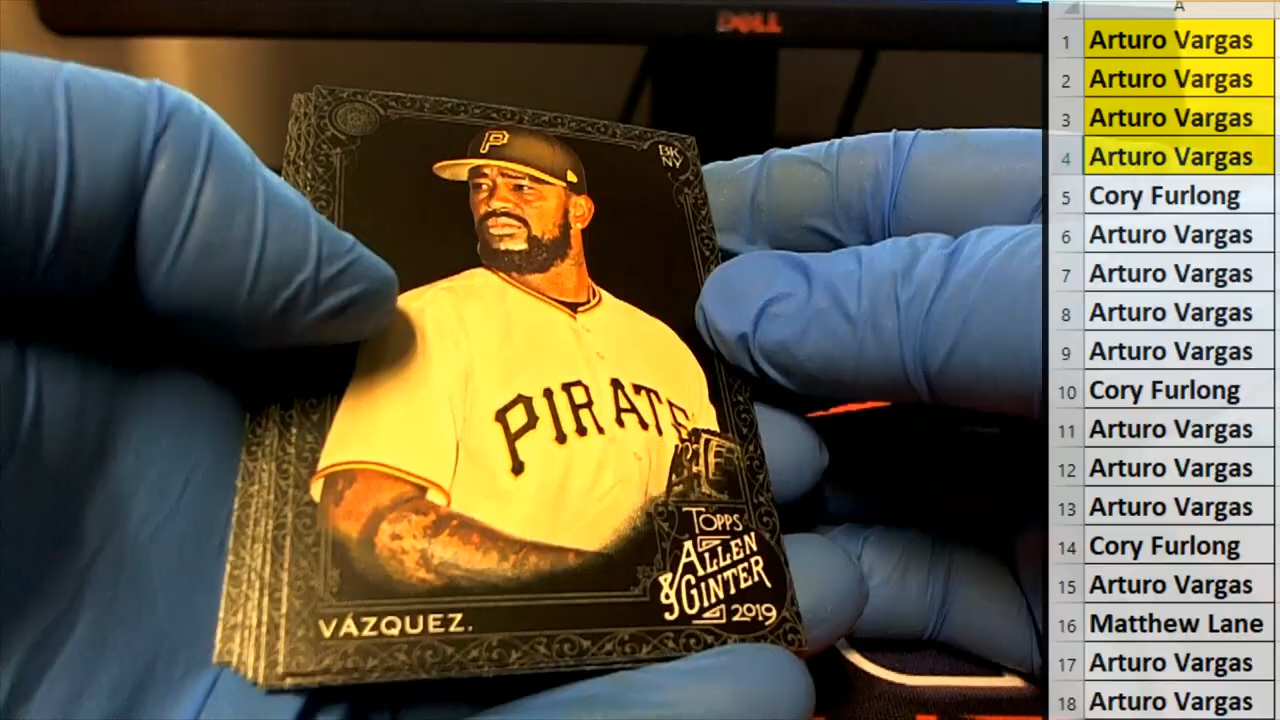 DELL
P
BK
NY
PIRATE
TOPPS
ALLEN
& GINTER
2019
VÁZQUEZ.
A
1 Arturo Vargas
2 Arturo Vargas
3 Arturo Vargas
4 Arturo Vargas
5 Cory Furlong
6 Arturo Vargas
7 Arturo Vargas
8 Arturo Vargas
9 Arturo Vargas
10 Cory Furlong
11 Arturo Vargas
12 Arturo Vargas
13 Arturo Vargas
14 Cory Furlong
15 Arturo Vargas
16 Matthew Lane
17 Arturo Vargas
18 Arturo Vargas